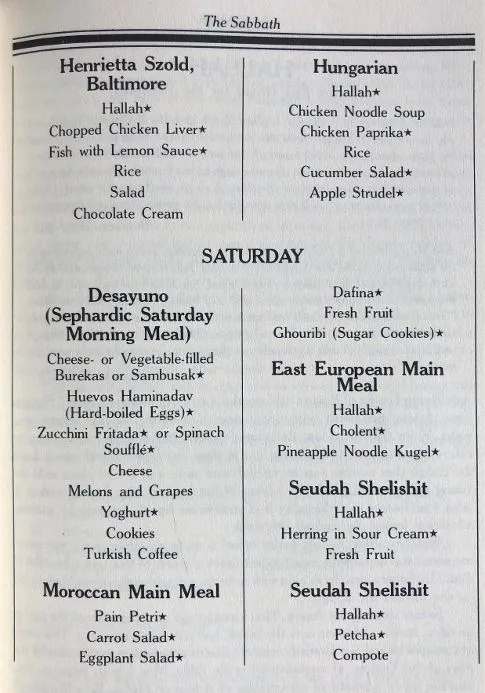 The Sabbath
Henrietta Szold,
Baltimore
Hallah★
Chopped Chicken Liver★
Fish with Lemon Sauce★
Rice
Salad
Chocolate Cream
Hungarian
Hallah★
Chicken Noodle Soup
Chicken Paprika★
Rice
Cucumber Salad★
Apple Strudel★
SATURDAY
Desayuno
(Sephardic Saturday
Morning Meal)
Cheese- or Vegetable-filled
Burekas or Sambusak★
Huevos Haminadav
(Hard-boiled Eggs)★
Zucchini Fritada★ or Spinach
Soufflé★
Cheese
Melons and Grapes
Yoghurt★
Cookies
Turkish Coffee
Moroccan Main Meal
Pain Petri★
Carrot Salad★
Eggplant Salad★
Dafina★
Fresh Fruit
Ghouribi (Sugar Cookies)★
East European Main
Meal
Hallah★
Cholent★
Pineapple Noodle Kugel★
Seudah Shelishit
Hallah★
Herring in Sour Cream★
Fresh Fruit
Seudah Shelishit
Hallah★
Petcha★
Compote